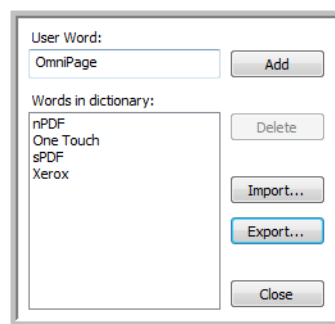 User Word:
OmniPage
Add
Words in dictionary:
nPDF
One Touch
sPDF
Xerox
Delete
Import...
Export...
Close